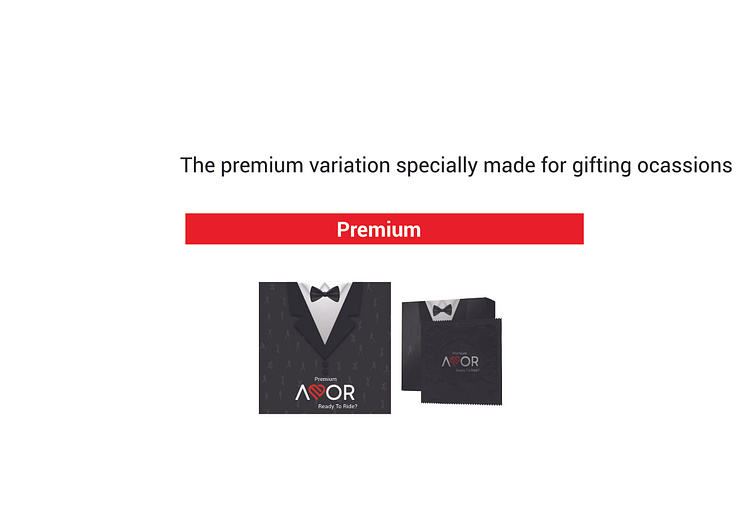 The premium variation specially made for gifting ocassions
Premium
Premium
AMOR
Ready To Ride?
Premium
AMOR
Ready To Ride?